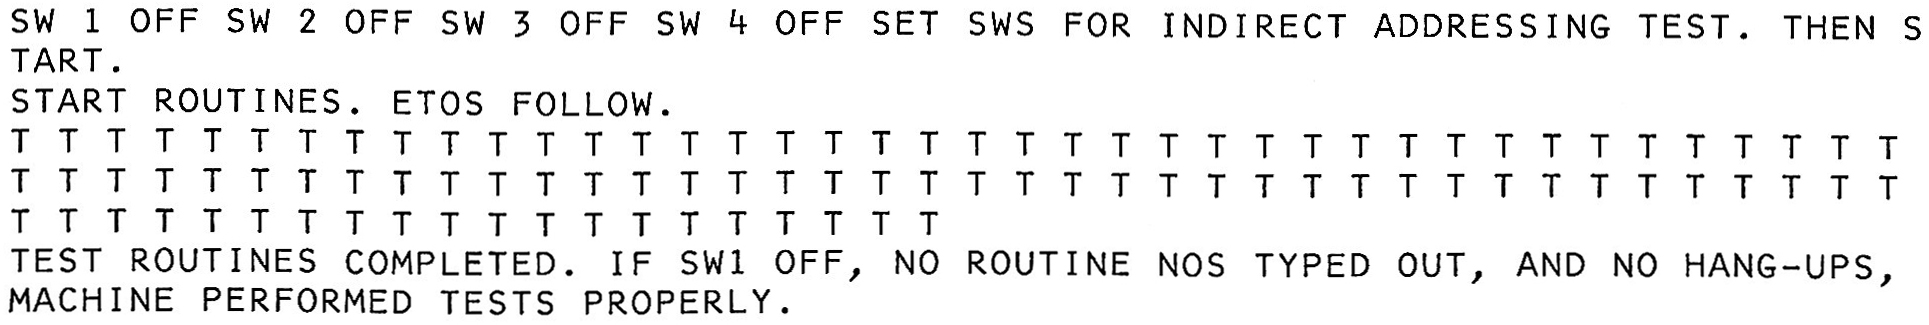 SW 1 OFF SW 2 OFF SW 3 OFF SW 4 OFF SET SWS FOR INDIRECT ADDRESSING TEST. THEN S
TART.
START ROUTINES. ETOS FOLLOW.
T T T T T T T T T T T T T T T T T T T T T T T T T T T T T T T T T T T T T T T T
T T T T T T T T T T T T T T T T T T T T T T T T T T T T T T T T T T T T T T T T
T T T T T T T T T T T T T T T T T T T T
TEST ROUTINES COMPLETED. IF SW1 OFF, NO ROUTINE NOS TYPED OUT, AND NO HANG-UPS,
MACHINE PERFORMED TESTS PROPERLY.